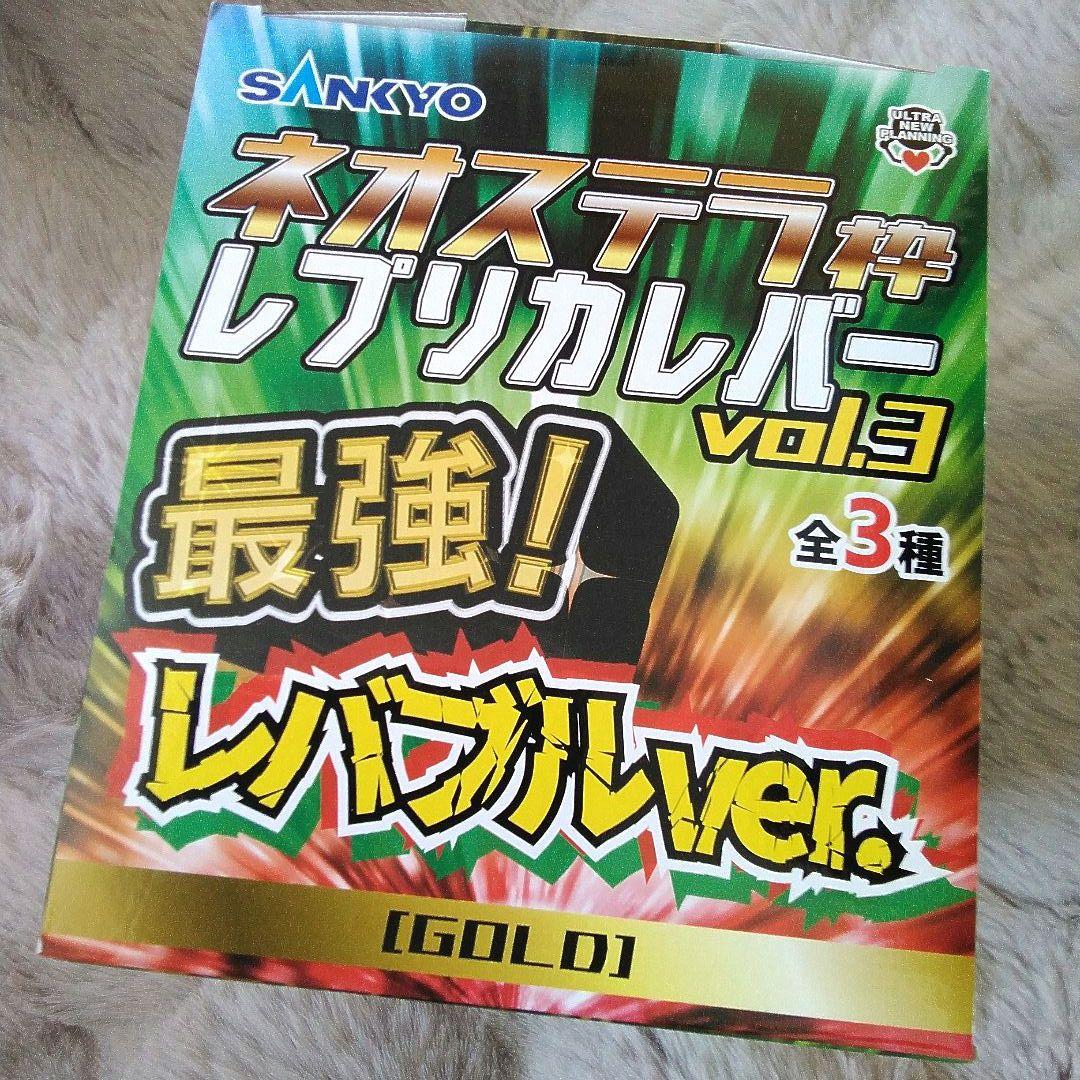 SANKYO
ULTRA
NEW
PLANNING
ネオステラ枠
レプリカレバー
vol.3
全3種
最強!
レバブルver.
[GOLD]